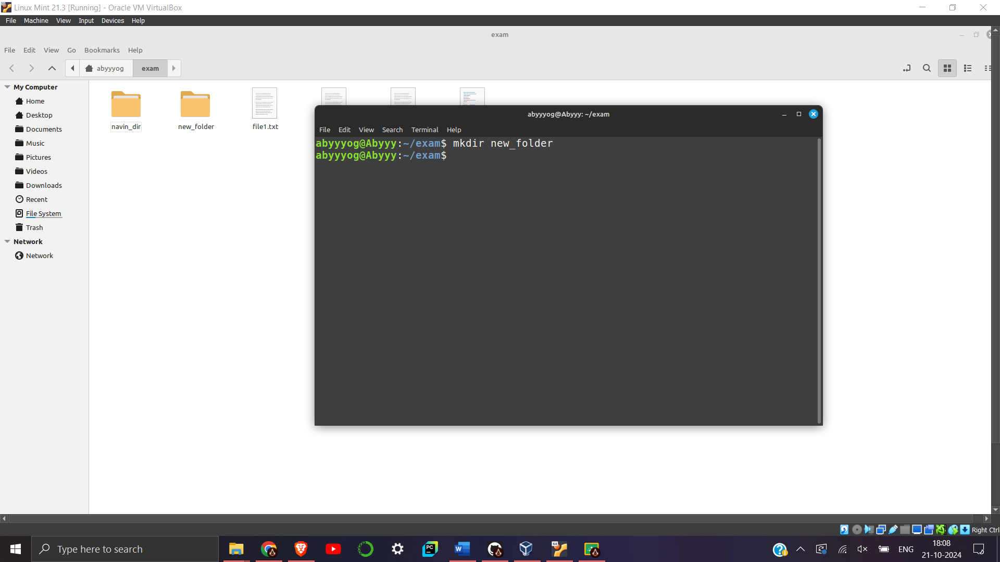 Linux Mint 21.3 [Running] - Oracle VM VirtualBox
File Machine View Input Devices Help
exam
File Edit View Go Bookmarks Help
abyyyog exam
My Computer
Home
Desktop
Documents
Music
Pictures
Videos
Downloads
Recent
File System
Trash
Network
Network
navin_dir new_folder file1.txt
abyyyog@Abyyy: ~/exam
File Edit View Search Terminal Help
abyyyog@Abyyy:~/exam$ mkdir new_folder
abyyyog@Abyyy:~/exam$
Right Ctrl
Type here to search
PC
W
64
ENG
18:08
21-10-2024